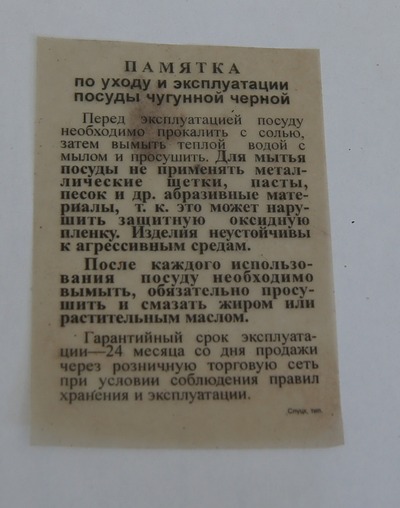 ПАМЯТКА
по уходу и эксплуатации
посуды чугунной черной
Перед эксплуатацией посуду
необходимо прокалить с солью,
затем вымыть теплой водой с
мылом и просушить. Для мытья
посуды не применять метал-
лические щетки, пасты,
песок и др. абразивные мате-
риалы, т. к. это может нару-
шить защитную оксидную
пленку. Изделия неустойчивы
к агрессивным средам.
После каждого использо-
вания посуду необходимо
вымыть, обязательно просу-
шить и смазать жиром или
растительным маслом.
Гарантийный срок эксплуата-
ции—24 месяца со дня продажи
через розничную торговую сеть
при условии соблюдения правил
хранения и эксплуатации.
Слуцк, тип.